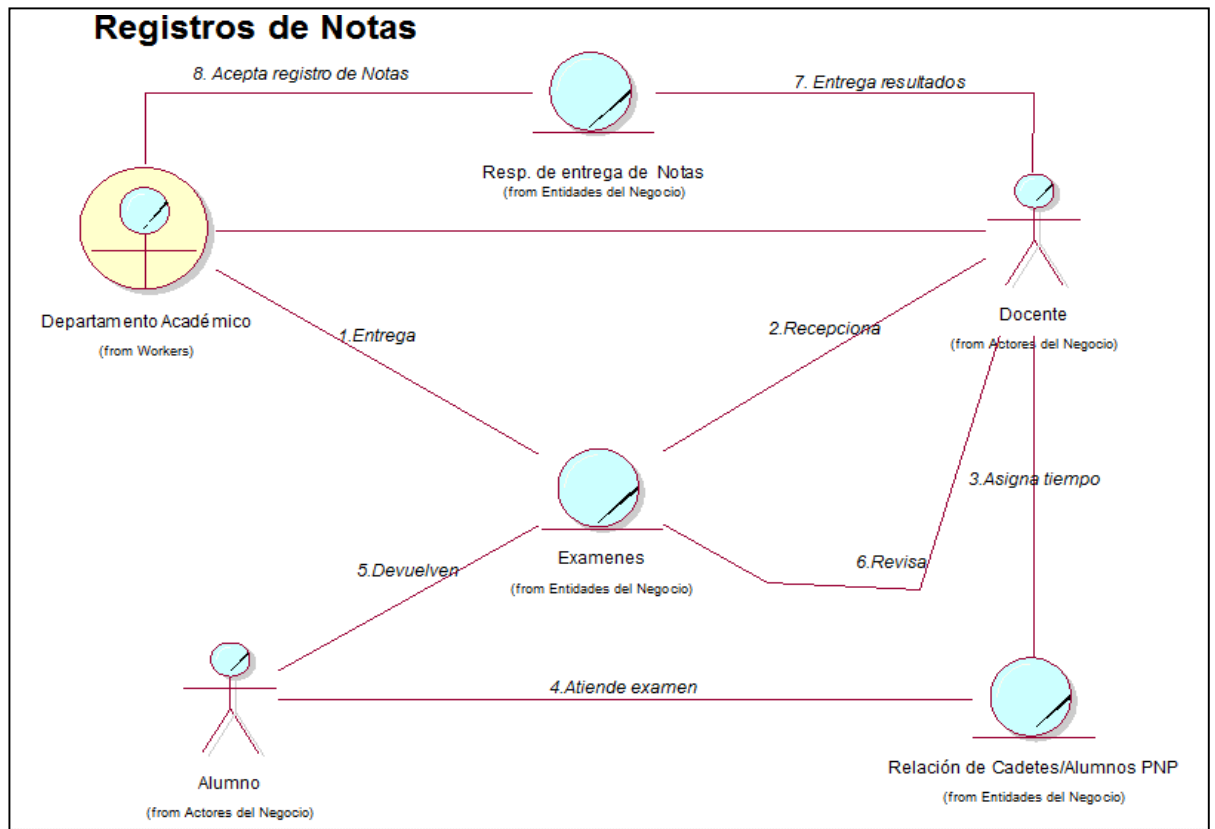 Registros de Notas
8. Acepta registro de Notas
7. Entrega resultados
Resp. de entrega de Notas
(from Entidades del Negocio)
Departamento Académico
(from Workers)
Docente
(from Actores del Negocio)
1.Entrega
2.Recepciona
3.Asigna tiempo
Examenes
(from Entidades del Negocio)
5.Devuelven
6.Revisa
4.Atiende examen
Alumno
(from Actores del Negocio)
Relación de Cadetes/Alumnos PNP
(from Entidades del Negocio)